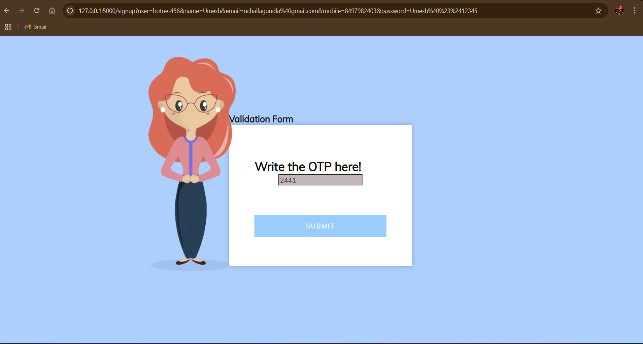 Gmail
Validation Form
Write the OTP here!
2441
SUBMIT